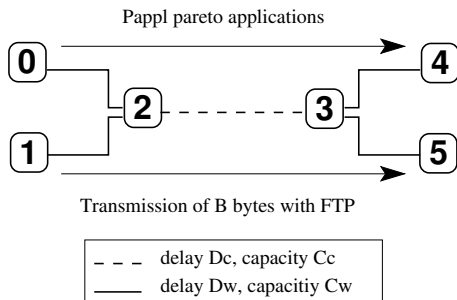 Pappl pareto applications
0
4
2
3
1
5
Transmission of B bytes with FTP
delay Dc, capacity Cc
delay Dw, capacitiy Cw